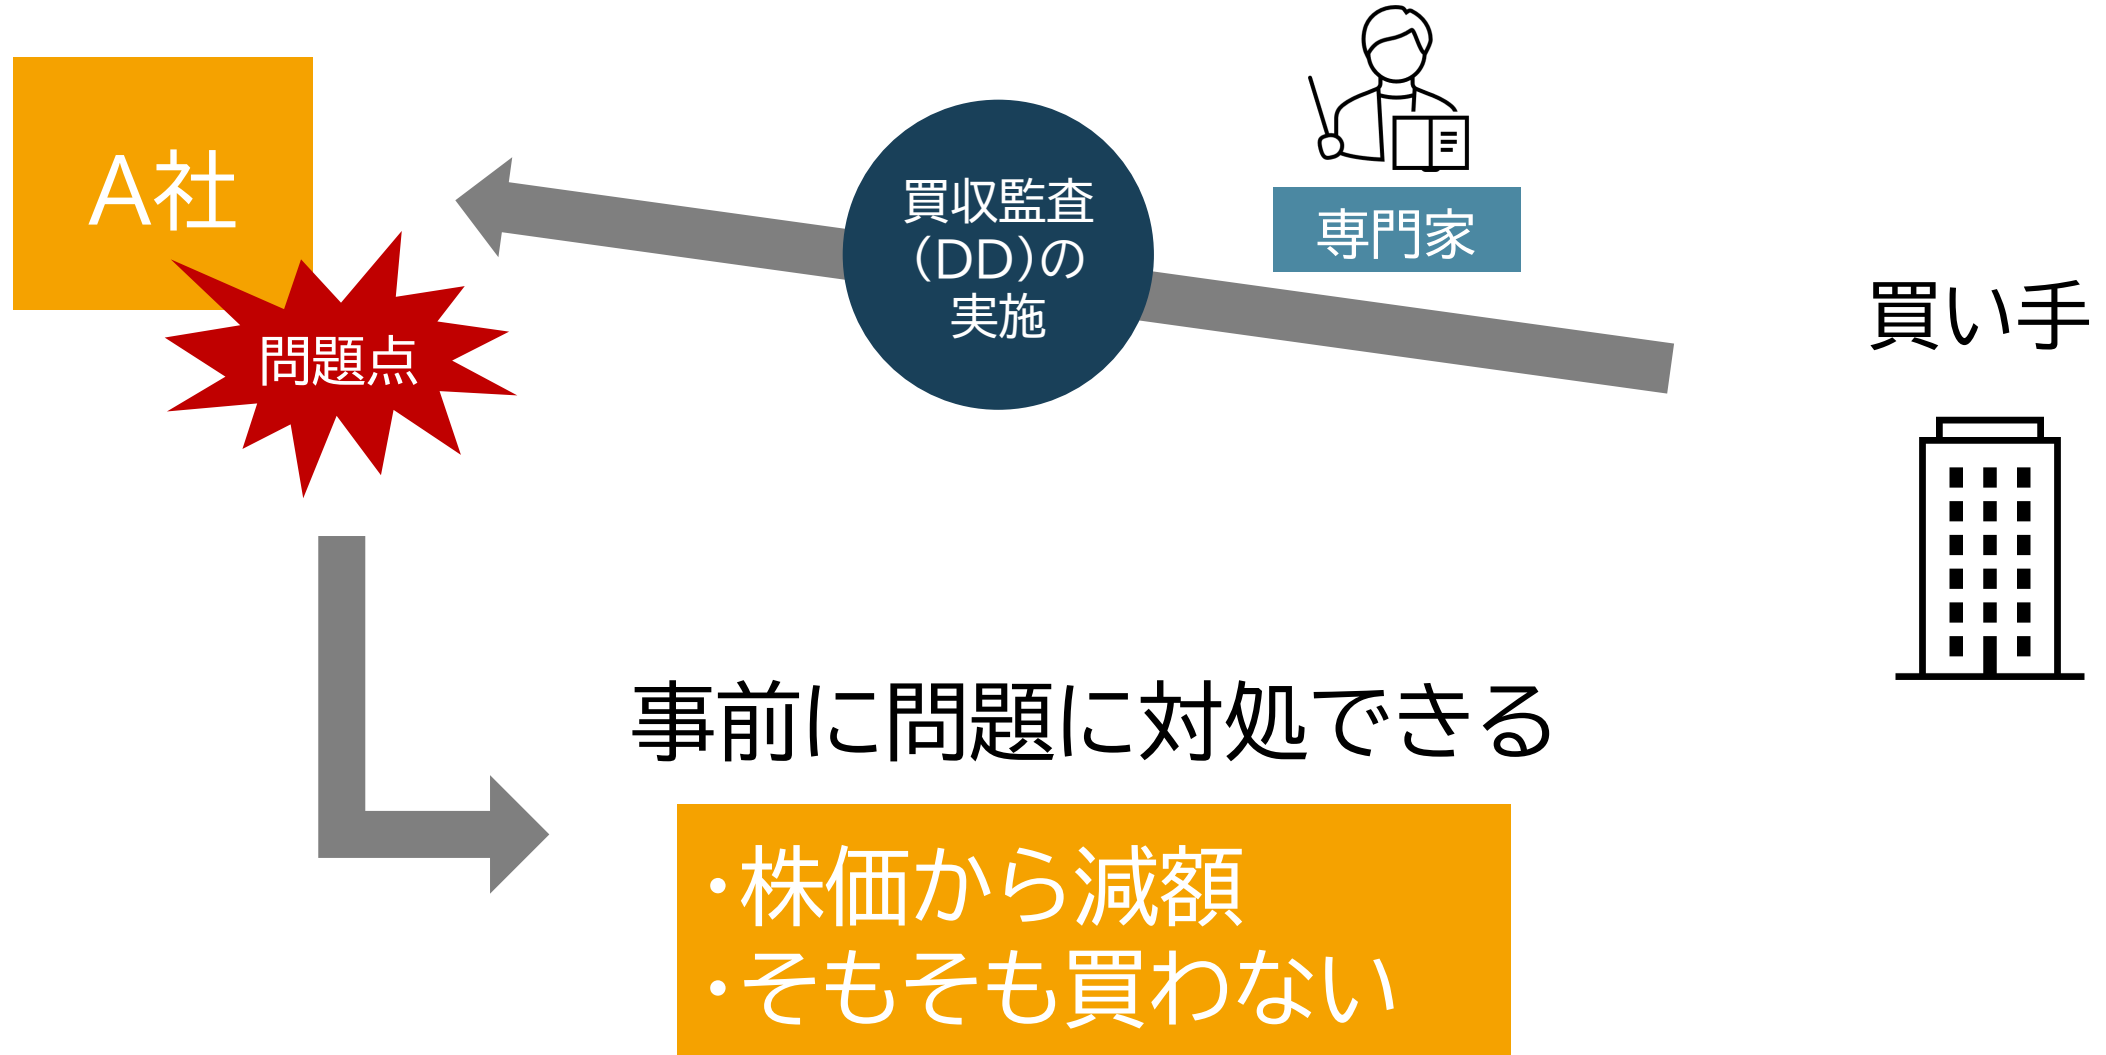 A社
問題点
買収監査
（DD）の
実施
専門家
買い手
事前に問題に対処できる
・株価から減額
・そもそも買わない